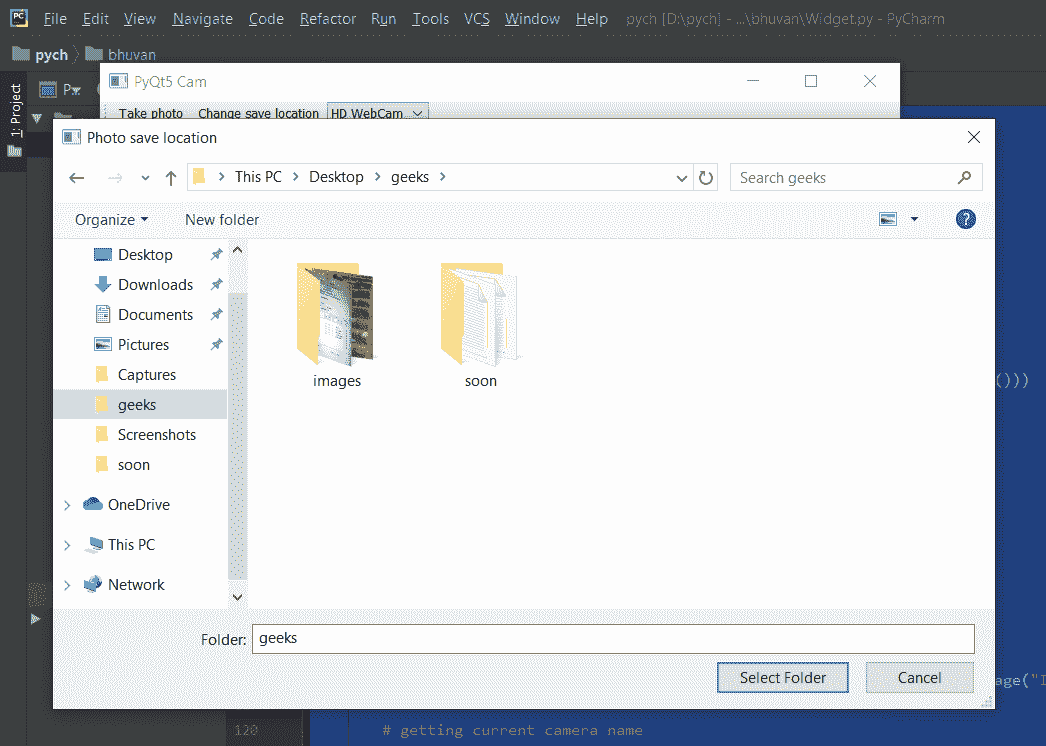 PC File Edit View Navigate Code Refactor Run Tools VCS Window Help pych [D:\pych] - ...\bhuvan\Widget.py - PyCharm
pych bhuvan
1: Project
PyQt5 Cam
Take photo Change save location HD WebCam
Photo save location
This PC Desktop geeks Search geeks
Organize New folder
Desktop
Downloads
Documents
Pictures
Captures
geeks
Screenshots
soon
OneDrive
This PC
Network
images soon
()))
Folder: geeks
Select Folder Cancel
age("I
120 # getting current camera name